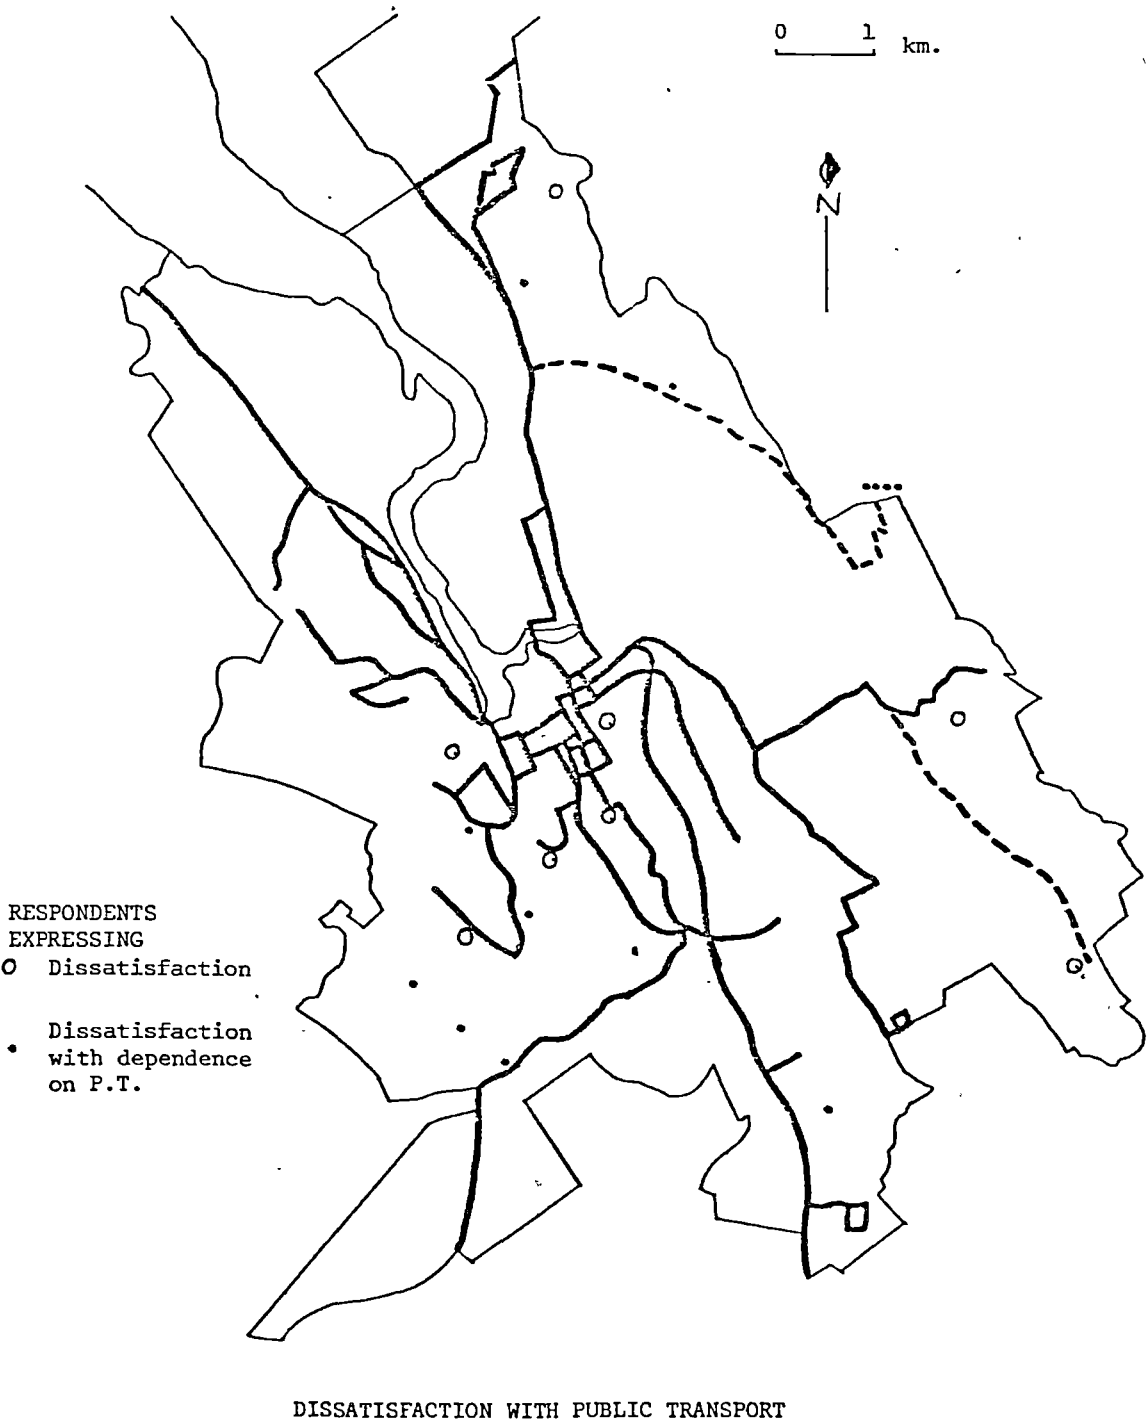 0 1 km.
N
RESPONDENTS
EXPRESSING
Dissatisfaction
Dissatisfaction
with dependence
on P.T.
DISSATISFACTION WITH PUBLIC TRANSPORT